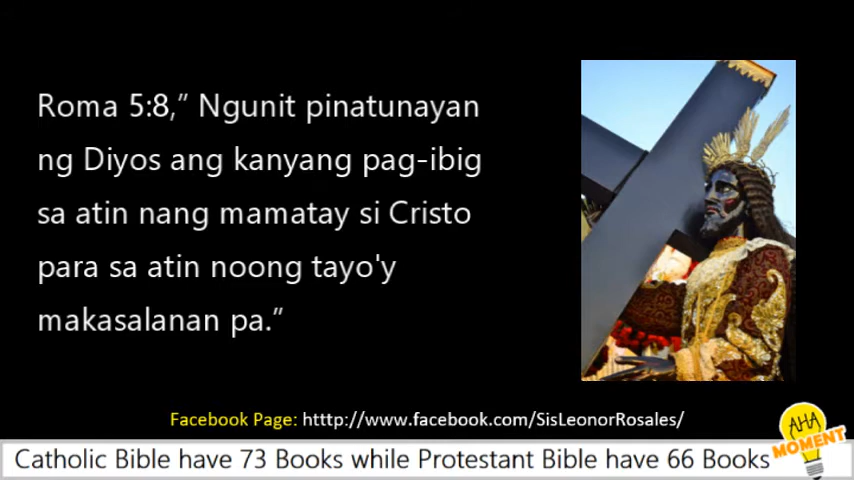 Roma 5:8,” Ngunit pinatunayan
ng Diyos ang kanyang pag-ibig
sa atin nang mamatay si Cristo
para sa atin noong tayo'y
makasalanan pa.”
Facebook Page: htttp://www.facebook.com/SisLeonorRosales/
Catholic Bible have 73 Books while Protestant Bible have 66 Books
AHA
MOMENT